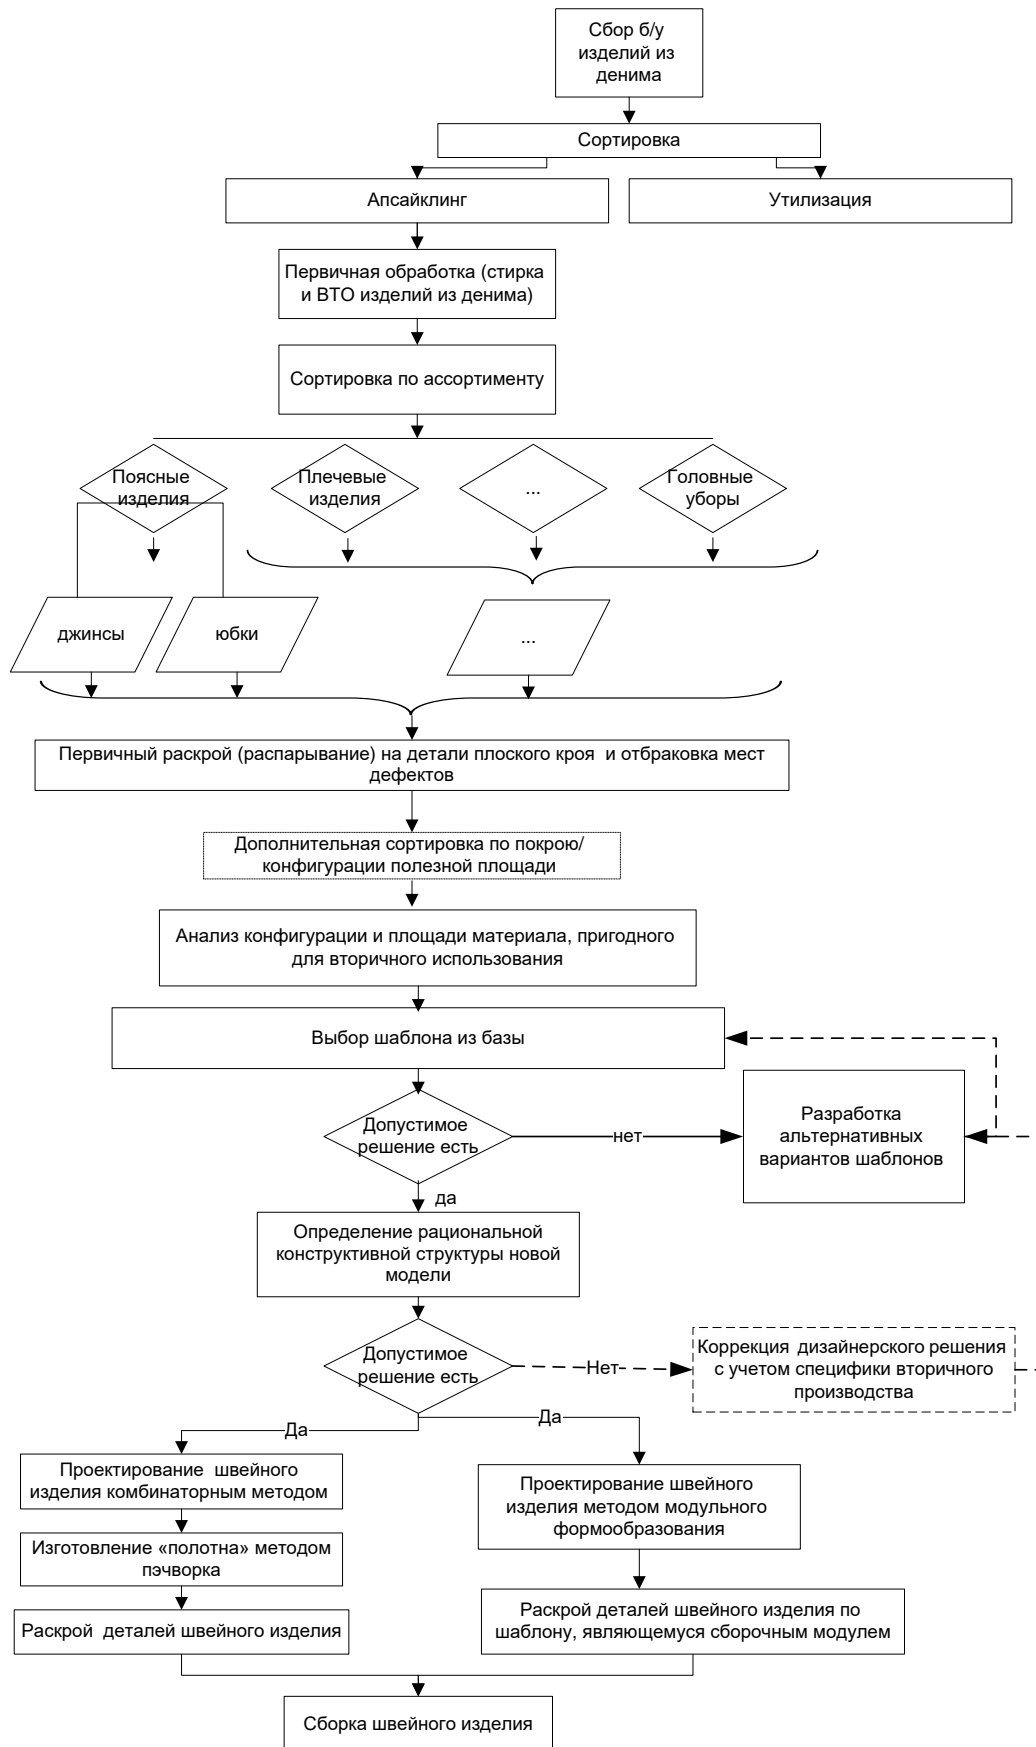 Сбор б/у
изделий из
денима
Сортировка
Апсайклинг
Утилизация
Первичная обработка (стирка
и ВТО изделий из денима)
Сортировка по ассортименту
Поясные
изделия
Плечевые
изделия
...
Головные
уборы
джинсы
юбки
...
Первичный раскрой (распарывание) на детали плоского кроя и отбраковка мест
дефектов
Дополнительная сортировка по покрою/
конфигурации полезной площади
Анализ конфигурации и площади материала, пригодного
для вторичного использования
Выбор шаблона из базы
Допустимое
решение есть
нет
Разработка
альтернативных
вариантов шаблонов
да
Определение рациональной
конструктивной структуры новой
модели
Допустимое
решение есть
Нет
Коррекция дизайнерского решения
с учетом специфики вторичного
производства
Да
Да
Проектирование швейного
изделия комбинаторным методом
Проектирование швейного
изделия методом модульного
формообразования
Изготовление «полотна» методом
пэчворка
Раскрой деталей швейного изделия
Раскрой деталей швейного изделия по
шаблону, являющемуся сборочным модулем
Сборка швейного изделия